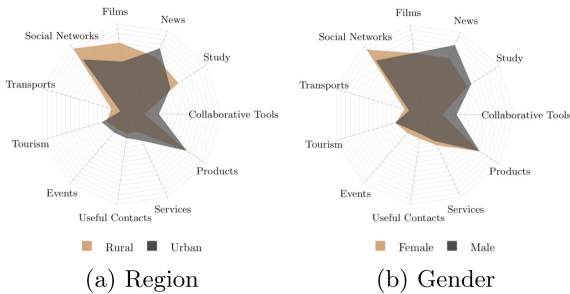 Films
News
Social Networks
Study
Transports
Collaborative Tools
Tourism
Products
Events
Services
Useful Contacts
Rural Urban
(a) Region
Films
News
Social Networks
Study
Transports
Collaborative Tools
Tourism
Products
Events
Services
Useful Contacts
Female Male
(b) Gender